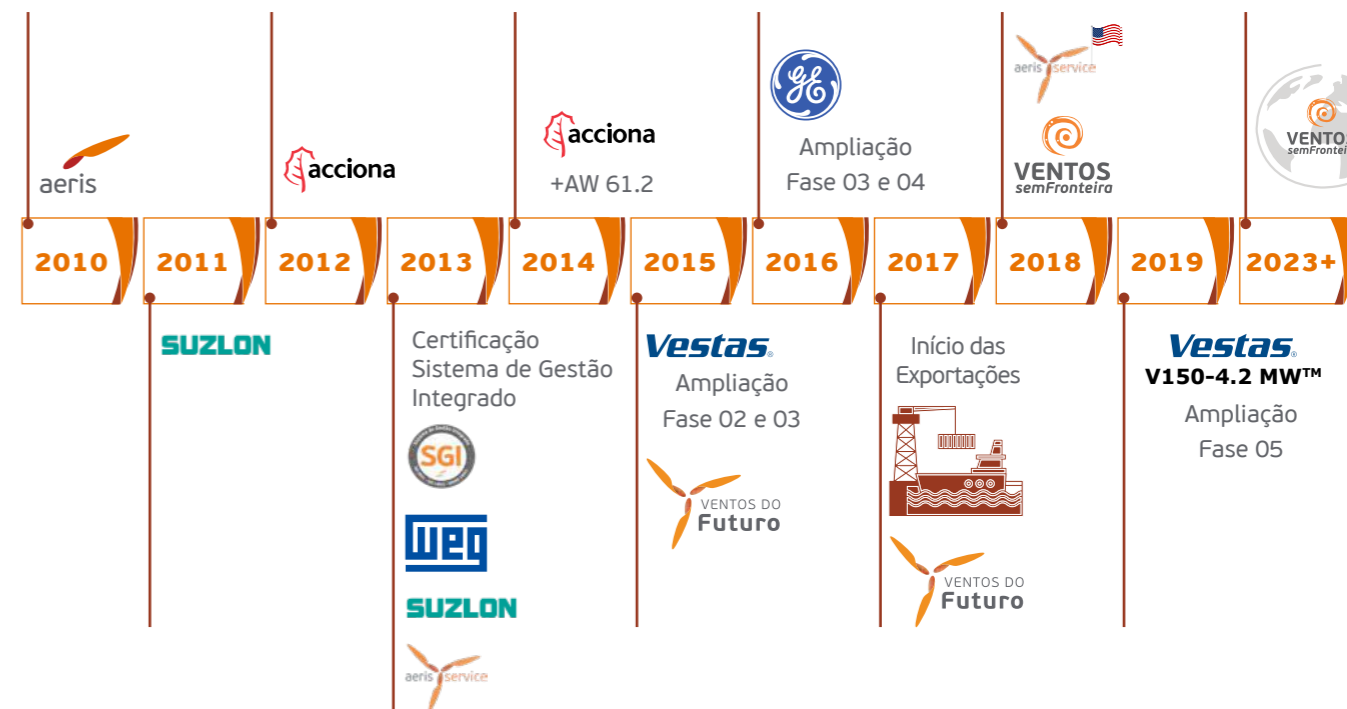 aeris
acciona
acciona
+AW 61.2
GE
Ampliação
Fase 03 e 04
aeris service
VENTOS
semFronteira
VENTOS
2010
2011
2012
2013
2014
2015
2016
2017
2018
2019
2023+
SUZLON
Certificação
Sistema de Gestão
Integrado
SGI
WEG
SUZLON
aeris service
Vestas
Ampliação
Fase 02 e 03
VENTOS DO
Futuro
Início das
Exportações
VENTOS DO
Futuro
Vestas
V150-4.2 MW™
Ampliação
Fase 05